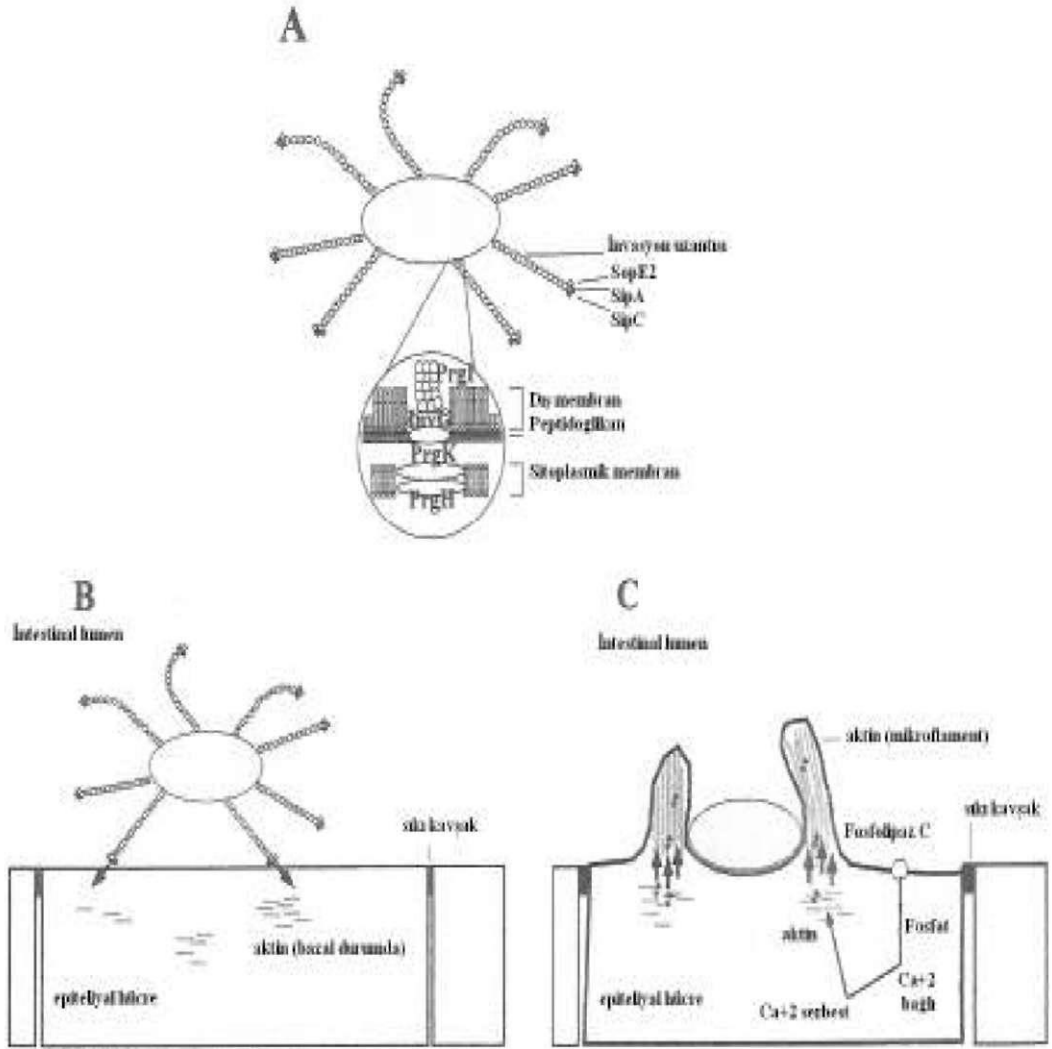 A
İnvasyon uzantısı
SopE2
SipA
SipC
PrgI
InvG
Dış membran
Peptidoglikan
PrgK
Sitoplasmik membran
PrgH
B
İntestinal lumen
sıkı kavşak
aktin (bazal durumda)
epiteliyal hücre
C
İntestinal lumen
aktin (mikroflament)
sıkı kavşak
Fosfolipaz C
aktin
Fosfat
epiteliyal hücre
Ca+2
bağlı
Ca+2 serbest